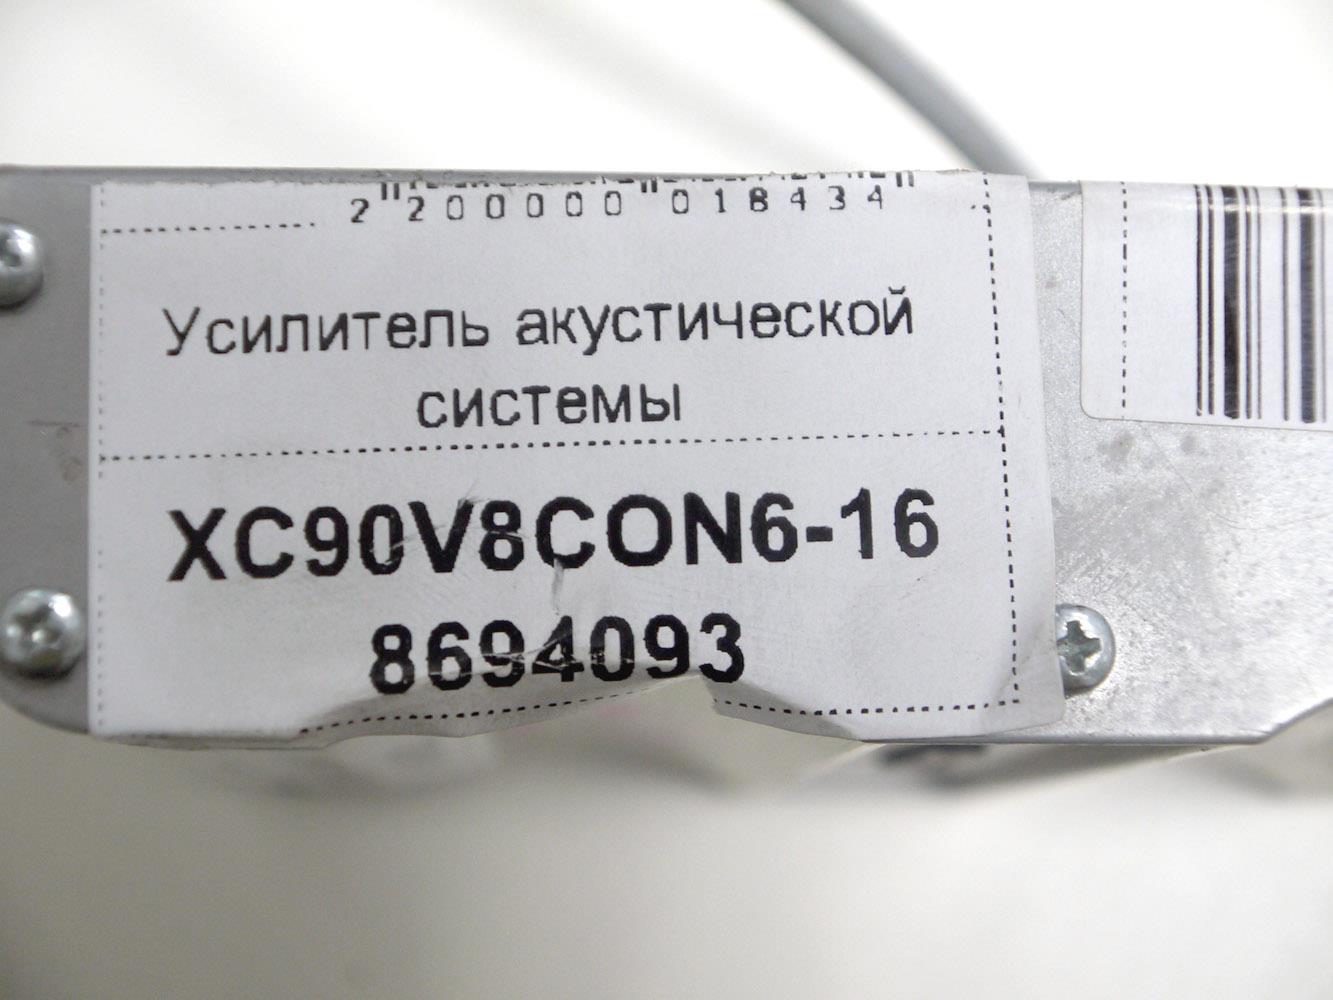 2 200000 018434
Усилитель акустической
системы
XC90V8CON6-16
8694093